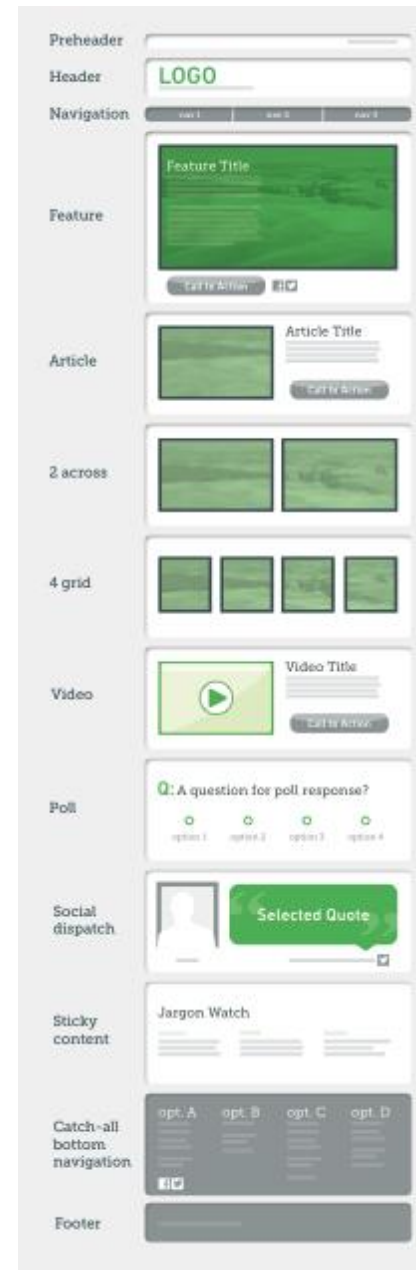 Preheader
Header
LOGO
Navigation
nav 1 nav 2 nav 3
Feature
Feature Title
Call to Action
Article
Article Title
Call to Action
2 across
4 grid
Video
Video Title
Call to Action
Poll
Q: A question for poll response?
option 1 option 2 option 3 option 4
Social
dispatch
Selected Quote
Sticky
content
Jargon Watch
Catch-all
bottom
navigation
opt. A opt. B opt. C opt. D
Footer